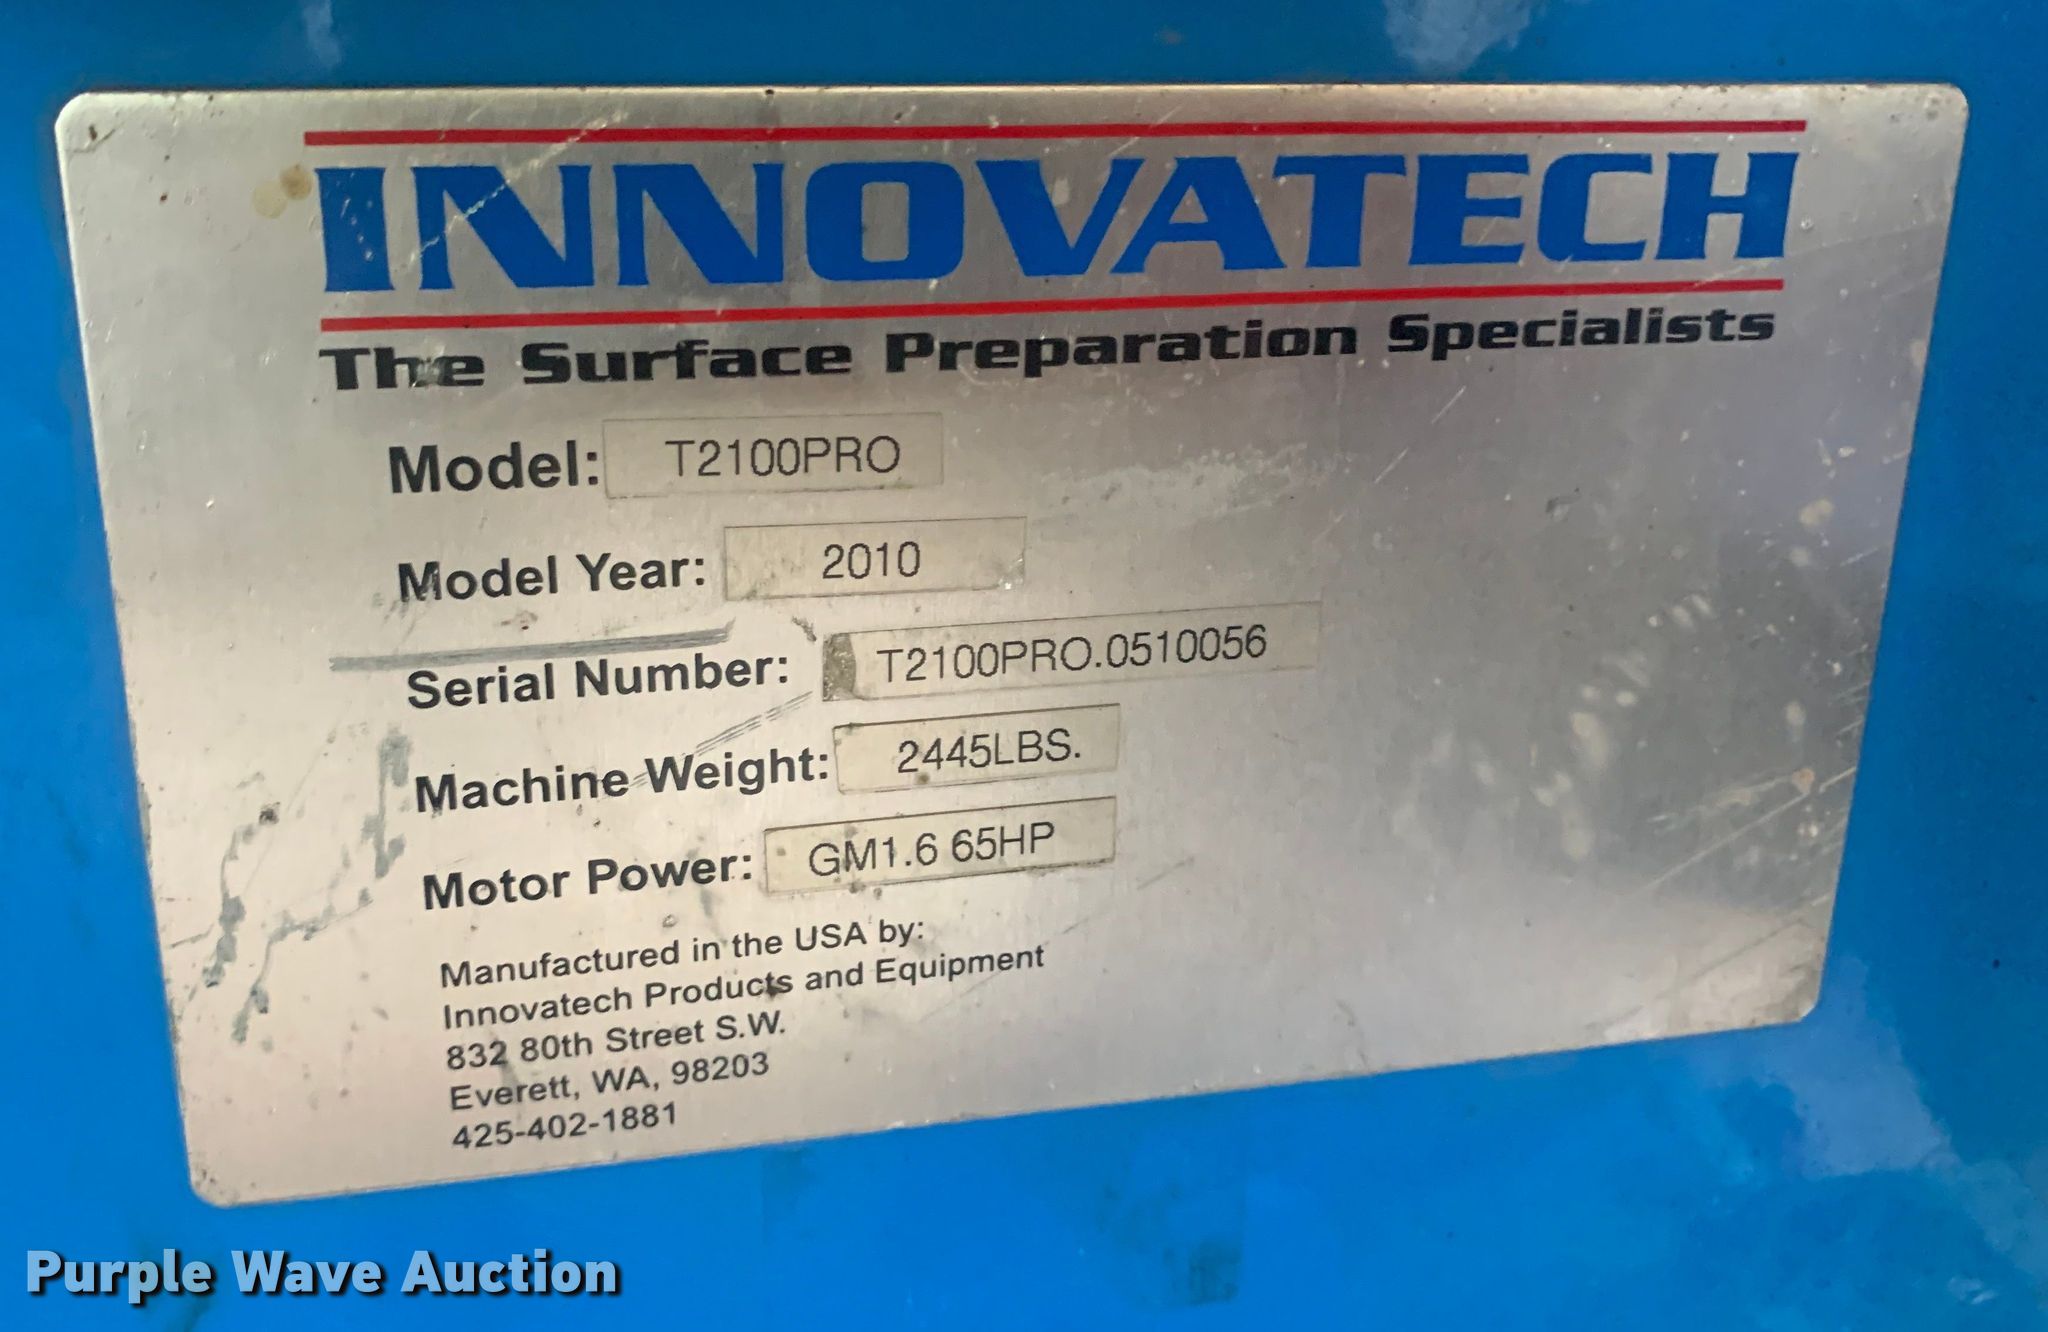 INNOVATECH
The Surface Preparation Specialists
Model: T2100PRO
Model Year: 2010
Serial Number: T2100PRO.0510056
Machine Weight: 2445LBS.
Motor Power: GM1.6 65HP
Manufactured in the USA by:
Innovatech Products and Equipment
832 80th Street S.W.
Everett, WA, 98203
425-402-1881
Purple Wave Auction